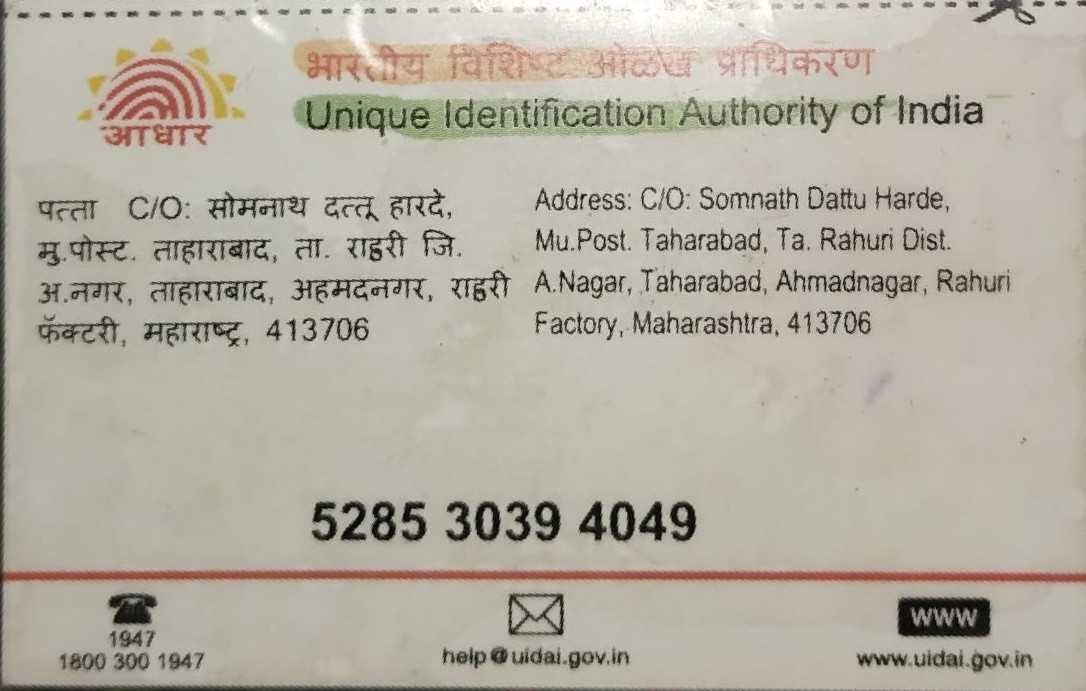 भारतीय विशिष्ट ओळख प्राधिकरण
Unique Identification Authority of India
आधार
पत्ता C/O: सोमनाथ दत्तू हारदे,
मु.पोस्ट. ताहाराबाद, ता. राहरी जि.
अ.नगर, ताहाराबाद, अहमदनगर, राहरी
फॅक्टरी, महाराष्ट्र, 413706
Address: C/O: Somnath Dattu Harde,
Mu.Post. Taharabad, Ta. Rahuri Dist.
A.Nagar, Taharabad, Ahmadnagar, Rahuri
Factory, Maharashtra, 413706
5285 3039 4049
1947
1800 300 1947
help@uidai.gov.in
www
www.uidai.gov.in